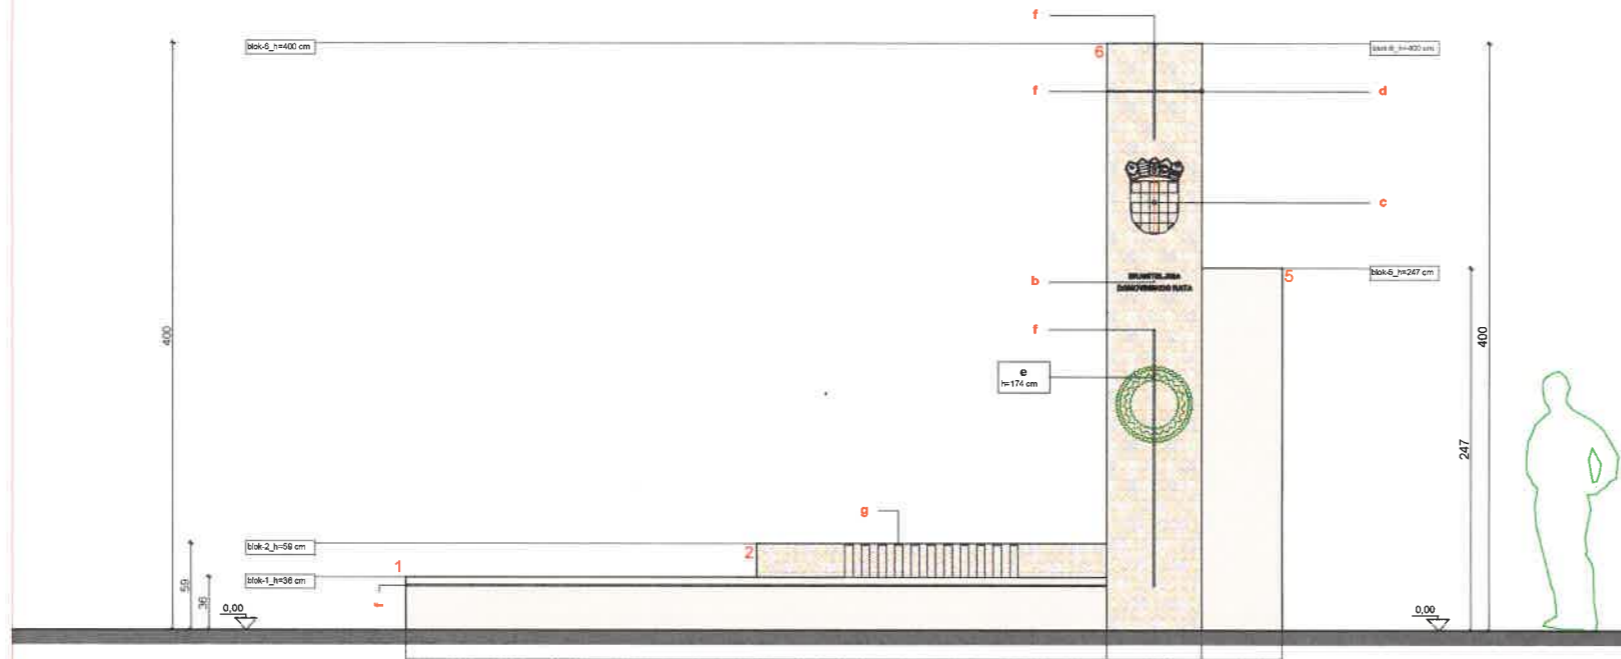 f
blok-6_h=400 cm
6
f
d
c
blok-5_h=247 cm
5
b
DOMOVINSKOG RATA
f
400
400
e
h=174 cm
247
g
blok-2_h=59 cm
2
1
blok-1_h=36 cm
59
36
f
0,00
0,00